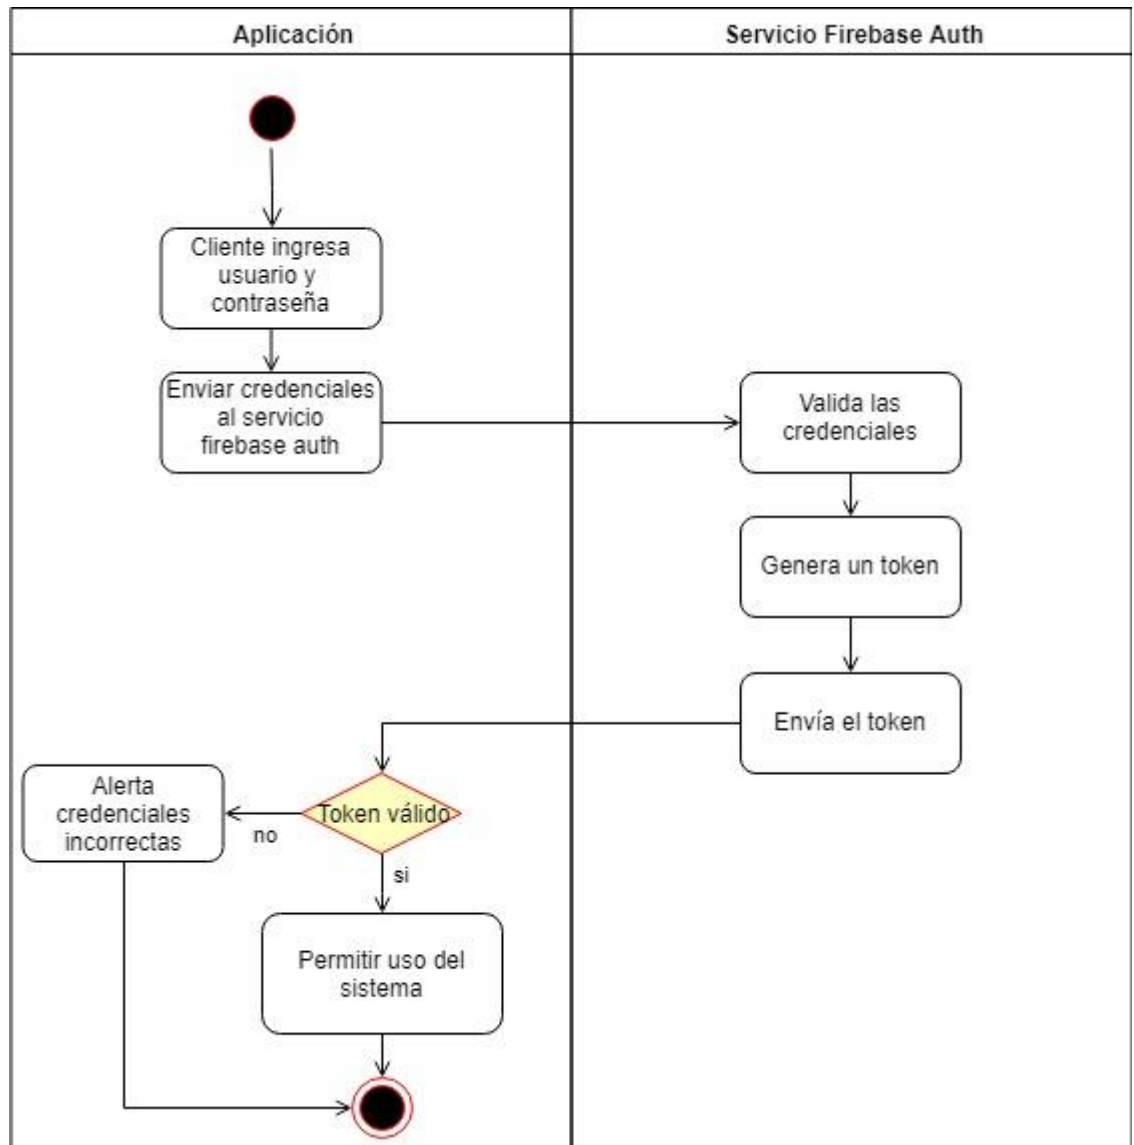 Aplicación
Servicio Firebase Auth
Cliente ingresa
usuario y
contraseña
Enviar credenciales
al servicio
firebase auth
Valida las
credenciales
Genera un token
Envía el token
Token válido
no
si
Alerta
credenciales
incorrectas
Permitir uso del
sistema